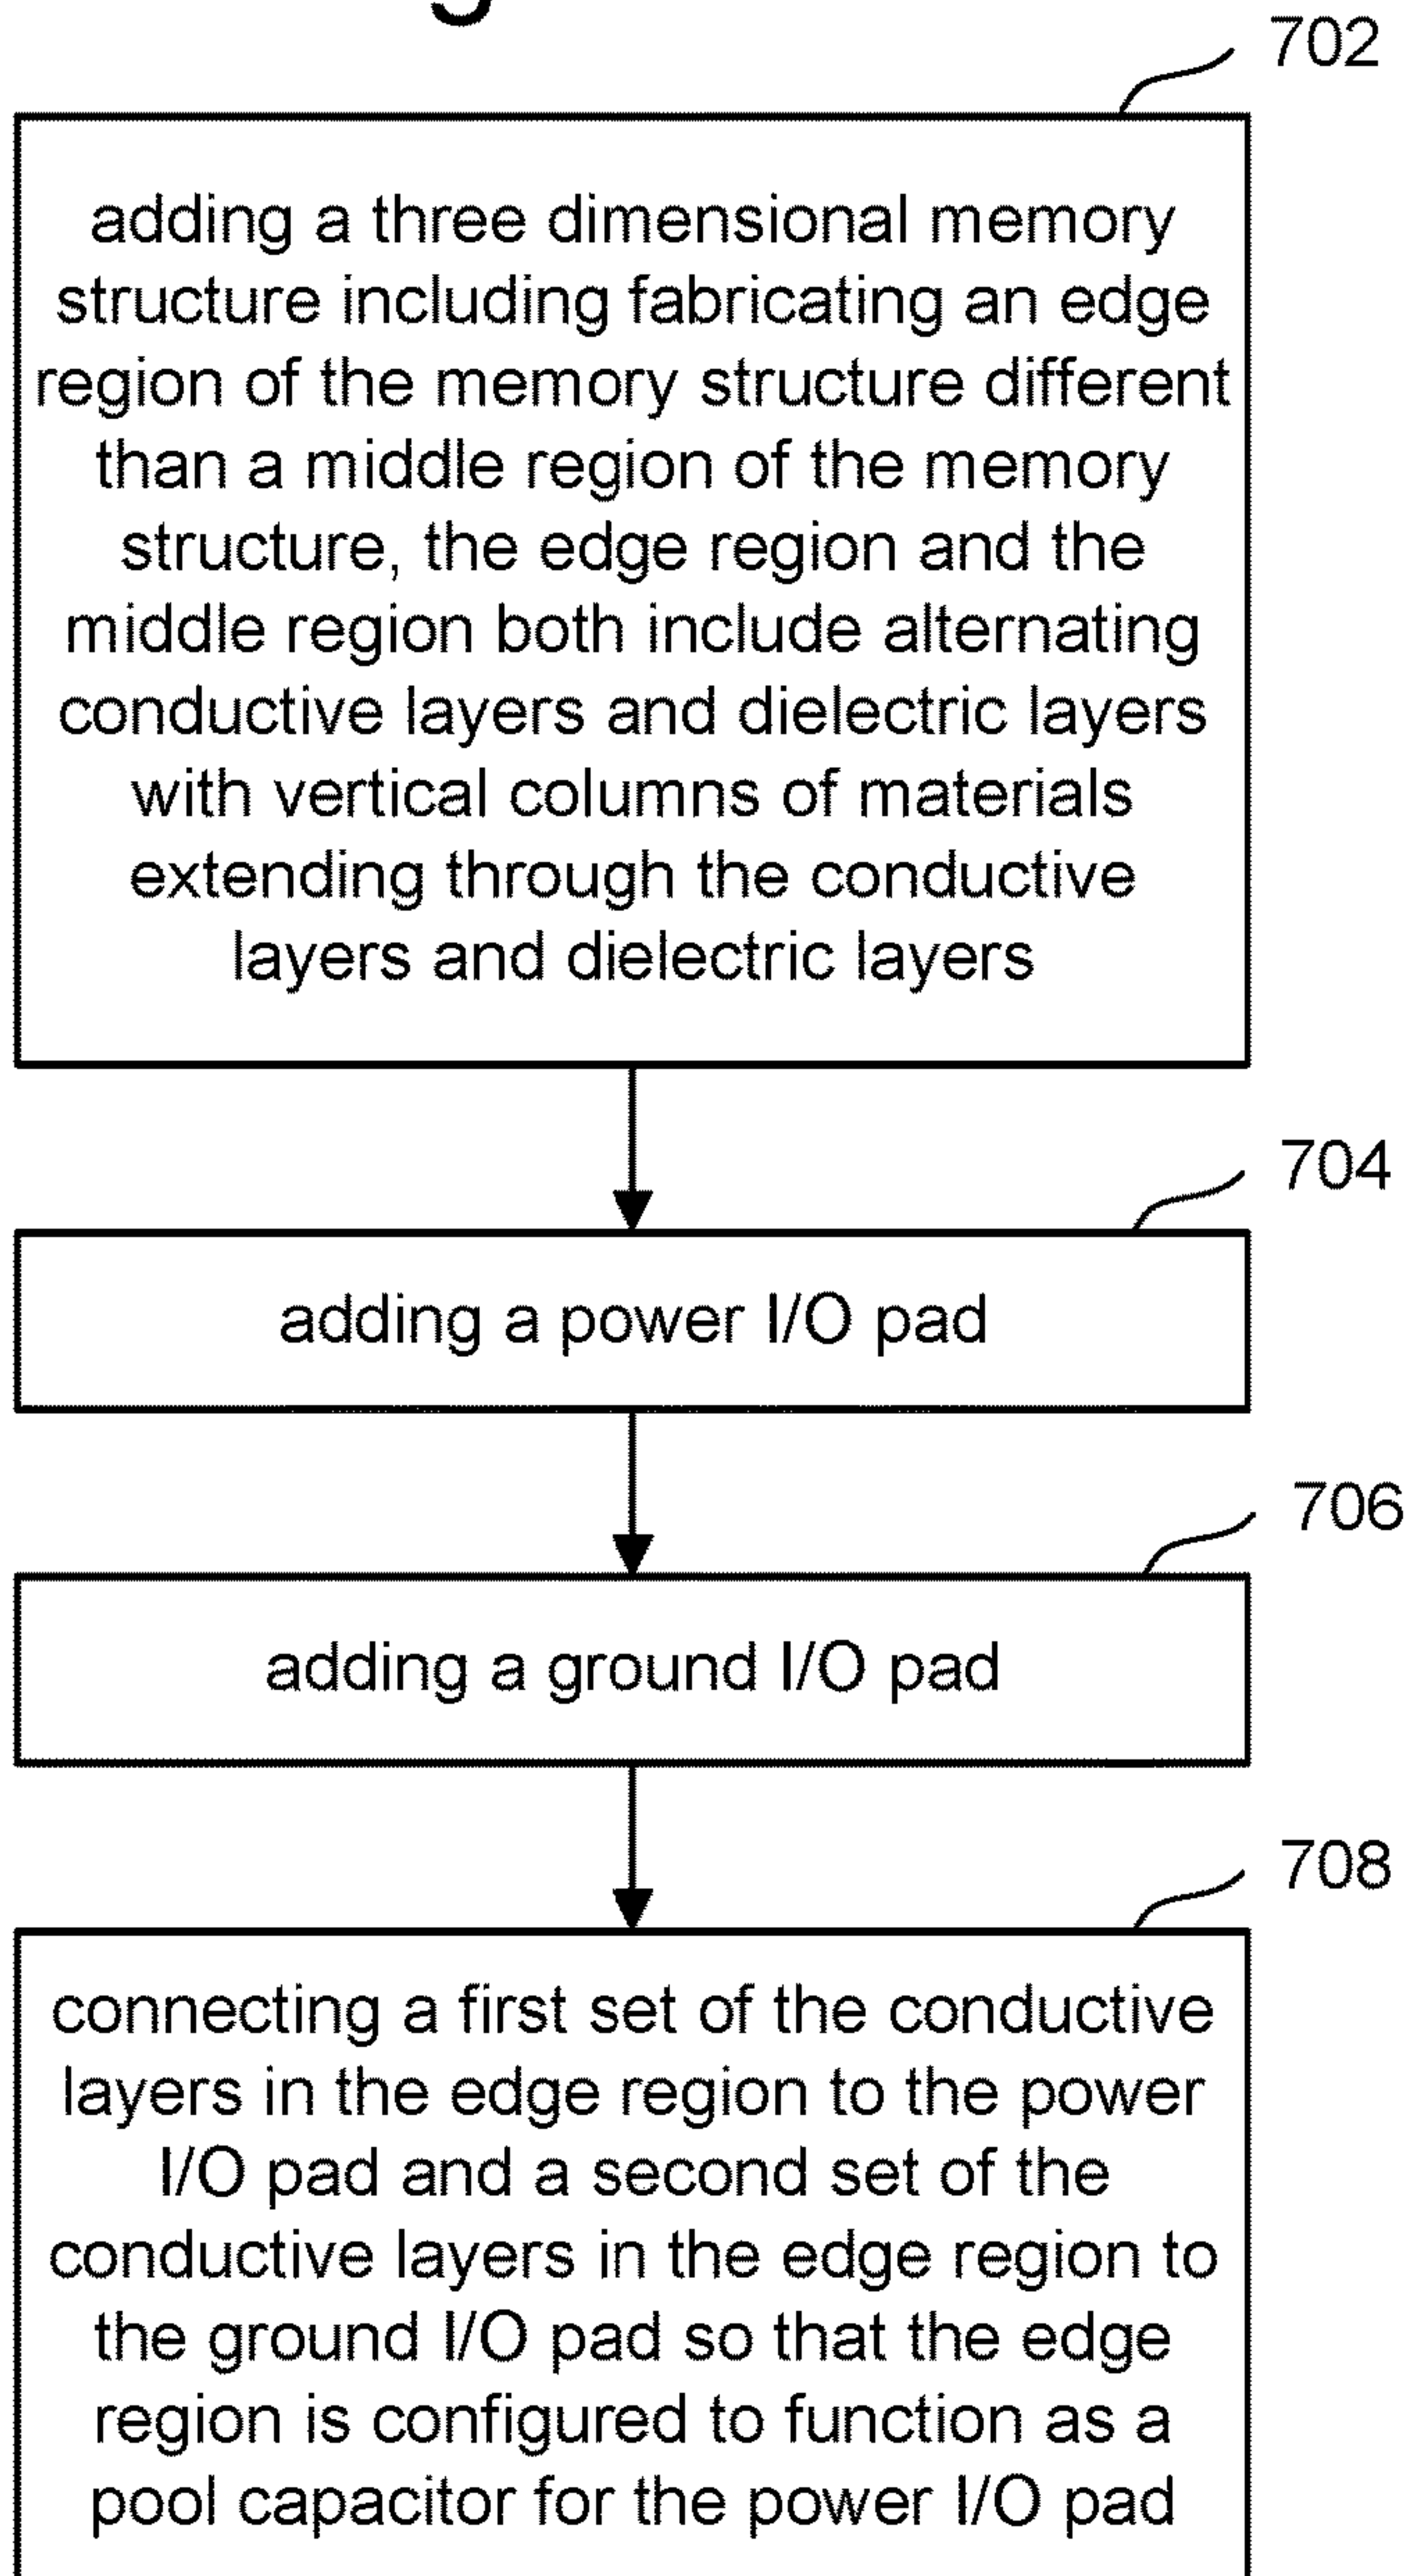 702
adding a three dimensional memory
structure including fabricating an edge
region of the memory structure different
than a middle region of the memory
structure, the edge region and the
middle region both include alternating
conductive layers and dielectric layers
with vertical columns of materials
extending through the conductive
layers and dielectric layers
704
adding a power I/O pad
706
adding a ground I/O pad
708
connecting a first set of the conductive
layers in the edge region to the power
I/O pad and a second set of the
conductive layers in the edge region to
the ground I/O pad so that the edge
region is configured to function as a
pool capacitor for the power I/O pad